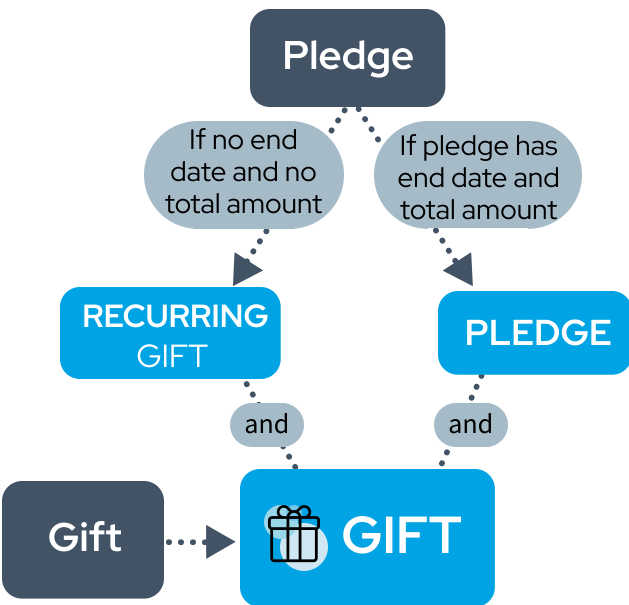 Pledge
If no end
date and no
total amount
If pledge has
end date and
total amount
RECURRING
GIFT
PLEDGE
and
and
Gift
GIFT